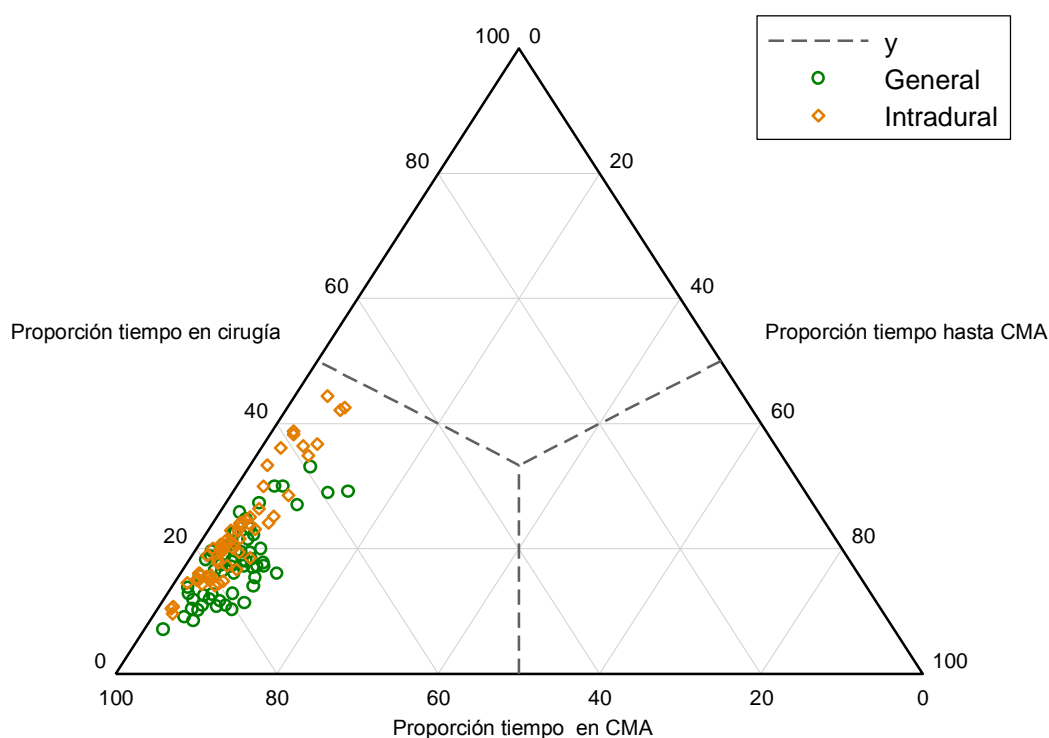 y
General
Intradural
100 0
80 20
60 40
Proporción tiempo en cirugía Proporción tiempo hasta CMA
40 60
20 80
0 100
100 80 60 40 20 0
Proporción tiempo en CMA